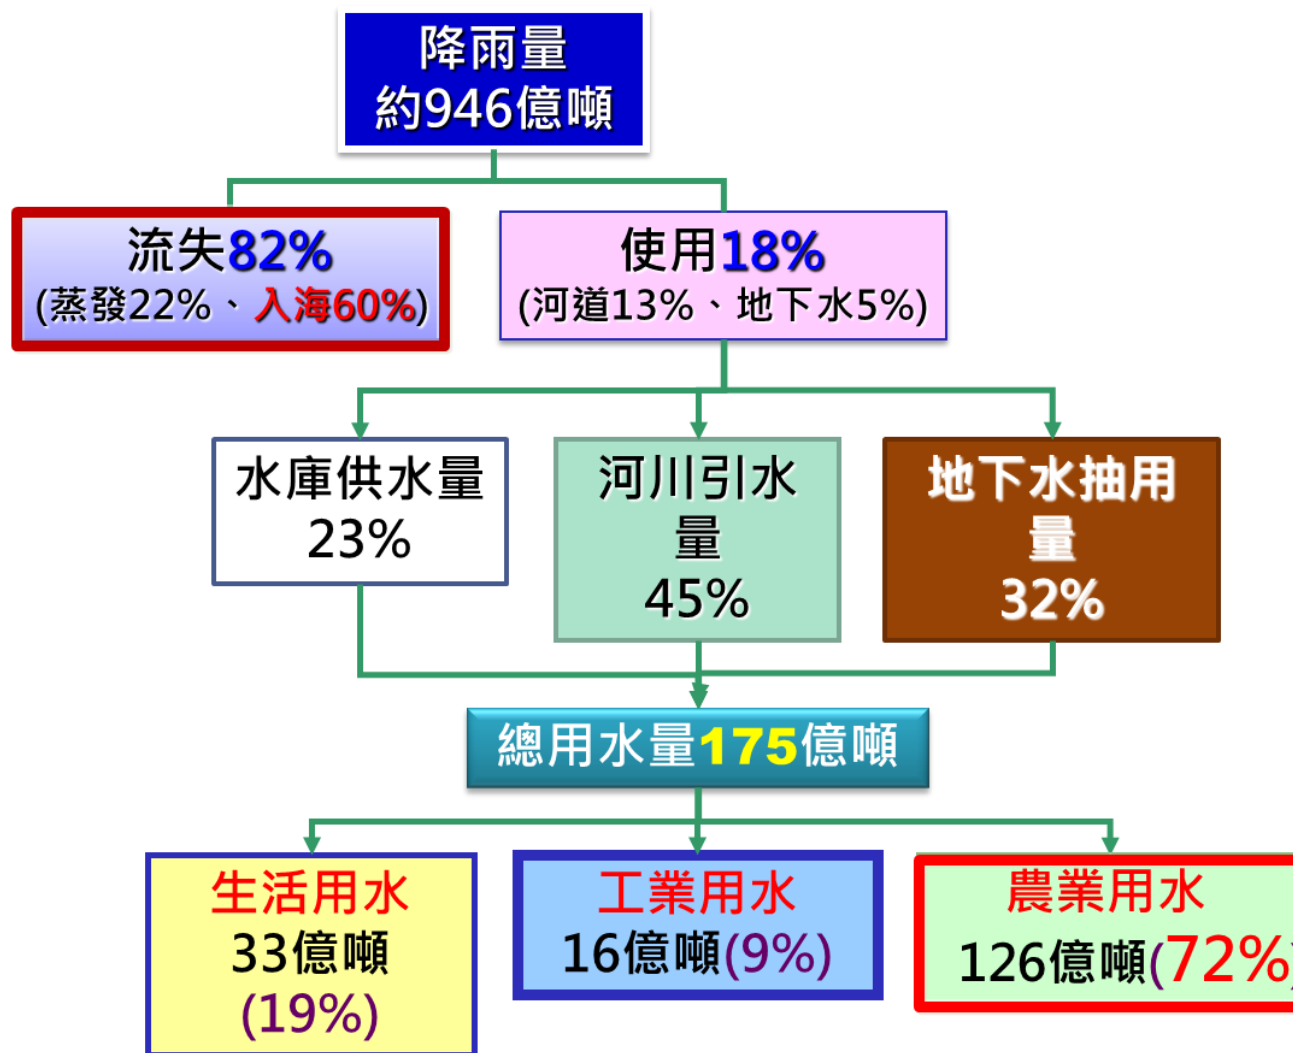 降雨量
約946億噸
流失82%
(蒸發22%、入海60%)
使用18%
(河道13%、地下水5%)
水庫供水量
23%
河川引水
量
45%
地下水抽用
量
32%
總用水量175億噸
生活用水
33億噸
(19%)
工業用水
16億噸(9%)
農業用水
126億噸(72%)